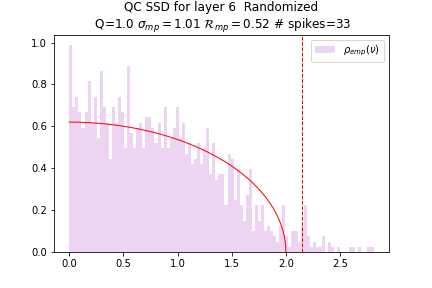 QC SSD for layer 6 Randomized
Q=1.0 σmp = 1.01 𝓡mp = 0.52 # spikes=33
ρemp(ν)
1.0
0.8
0.6
0.4
0.2
0.0
0.0 0.5 1.0 1.5 2.0 2.5